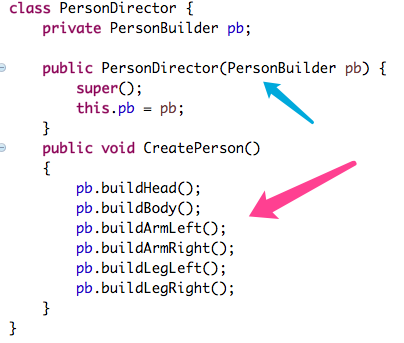 class PersonDirector {
private PersonBuilder pb;
public PersonDirector(PersonBuilder pb) {
super();
this.pb = pb;
}
public void CreatePerson()
{
pb.buildHead();
pb.buildBody();
pb.buildArmLeft();
pb.buildArmRight();
pb.buildLegLeft();
pb.buildLegRight();
}
}